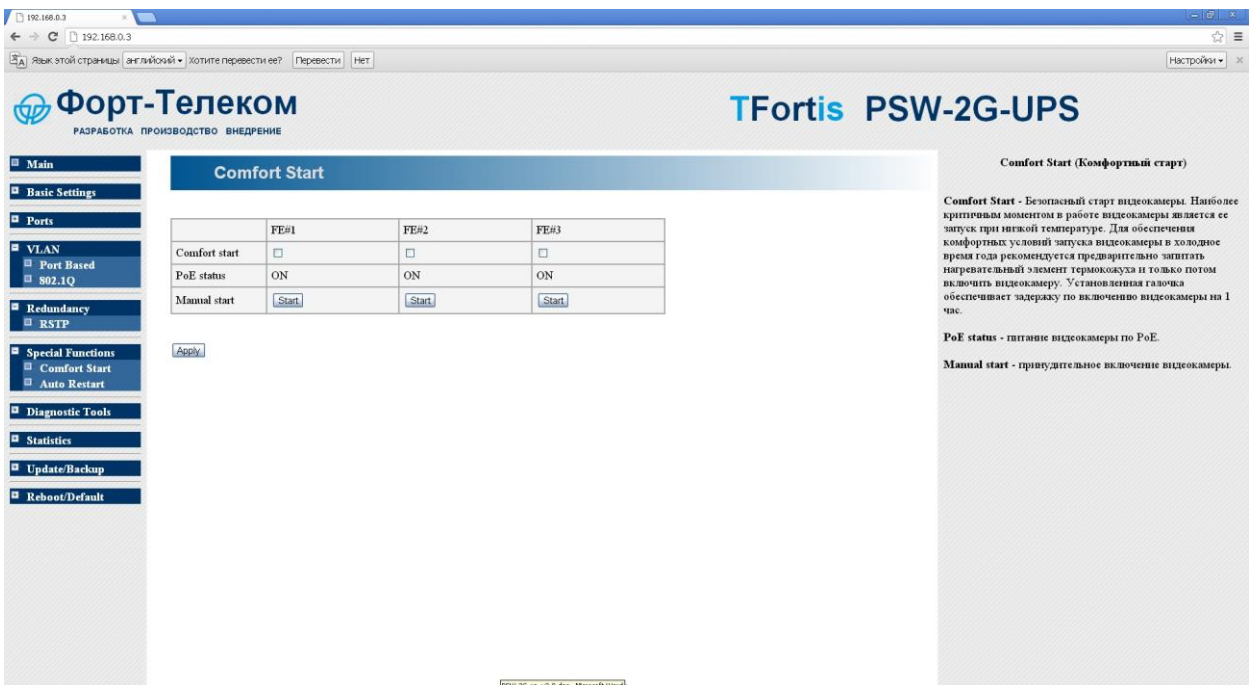 192.168.0.3
192.168.0.3
Язык этой страницы английский Хотите перевести ее? Перевести Нет Настройки
Форт-Телеком
РАЗРАБОТКА ПРОИЗВОДСТВО ВНЕДРЕНИЕ
TFortis PSW-2G-UPS
Main
Basic Settings
Ports
VLAN
Port Based
802.1Q
Redundancy
RSTP
Special Functions
Comfort Start
Auto Restart
Diagnostic Tools
Statistics
Update/Backup
Reboot/Default
Comfort Start
FE#1 FE#2 FE#3
Comfort start
PoE status ON ON ON
Manual start Start Start Start
Apply
Comfort Start (Комфортный старт)
Comfort Start - Безопасный старт видеокамеры. Наиболее
критичным моментом в работе видеокамеры является ее
запуск при низкой температуре. Для обеспечения
комфортных условий запуска видеокамеры в холодное
время года рекомендуется предварительно запитать
нагревательный элемент термокожуха и только потом
включить видеокамеру. Установленная галочка
обеспечивает задержку по включению видеокамеры на 1
час.
PoE status - питание видеокамеры по PoE.
Manual start - принудительное включение видеокамеры.